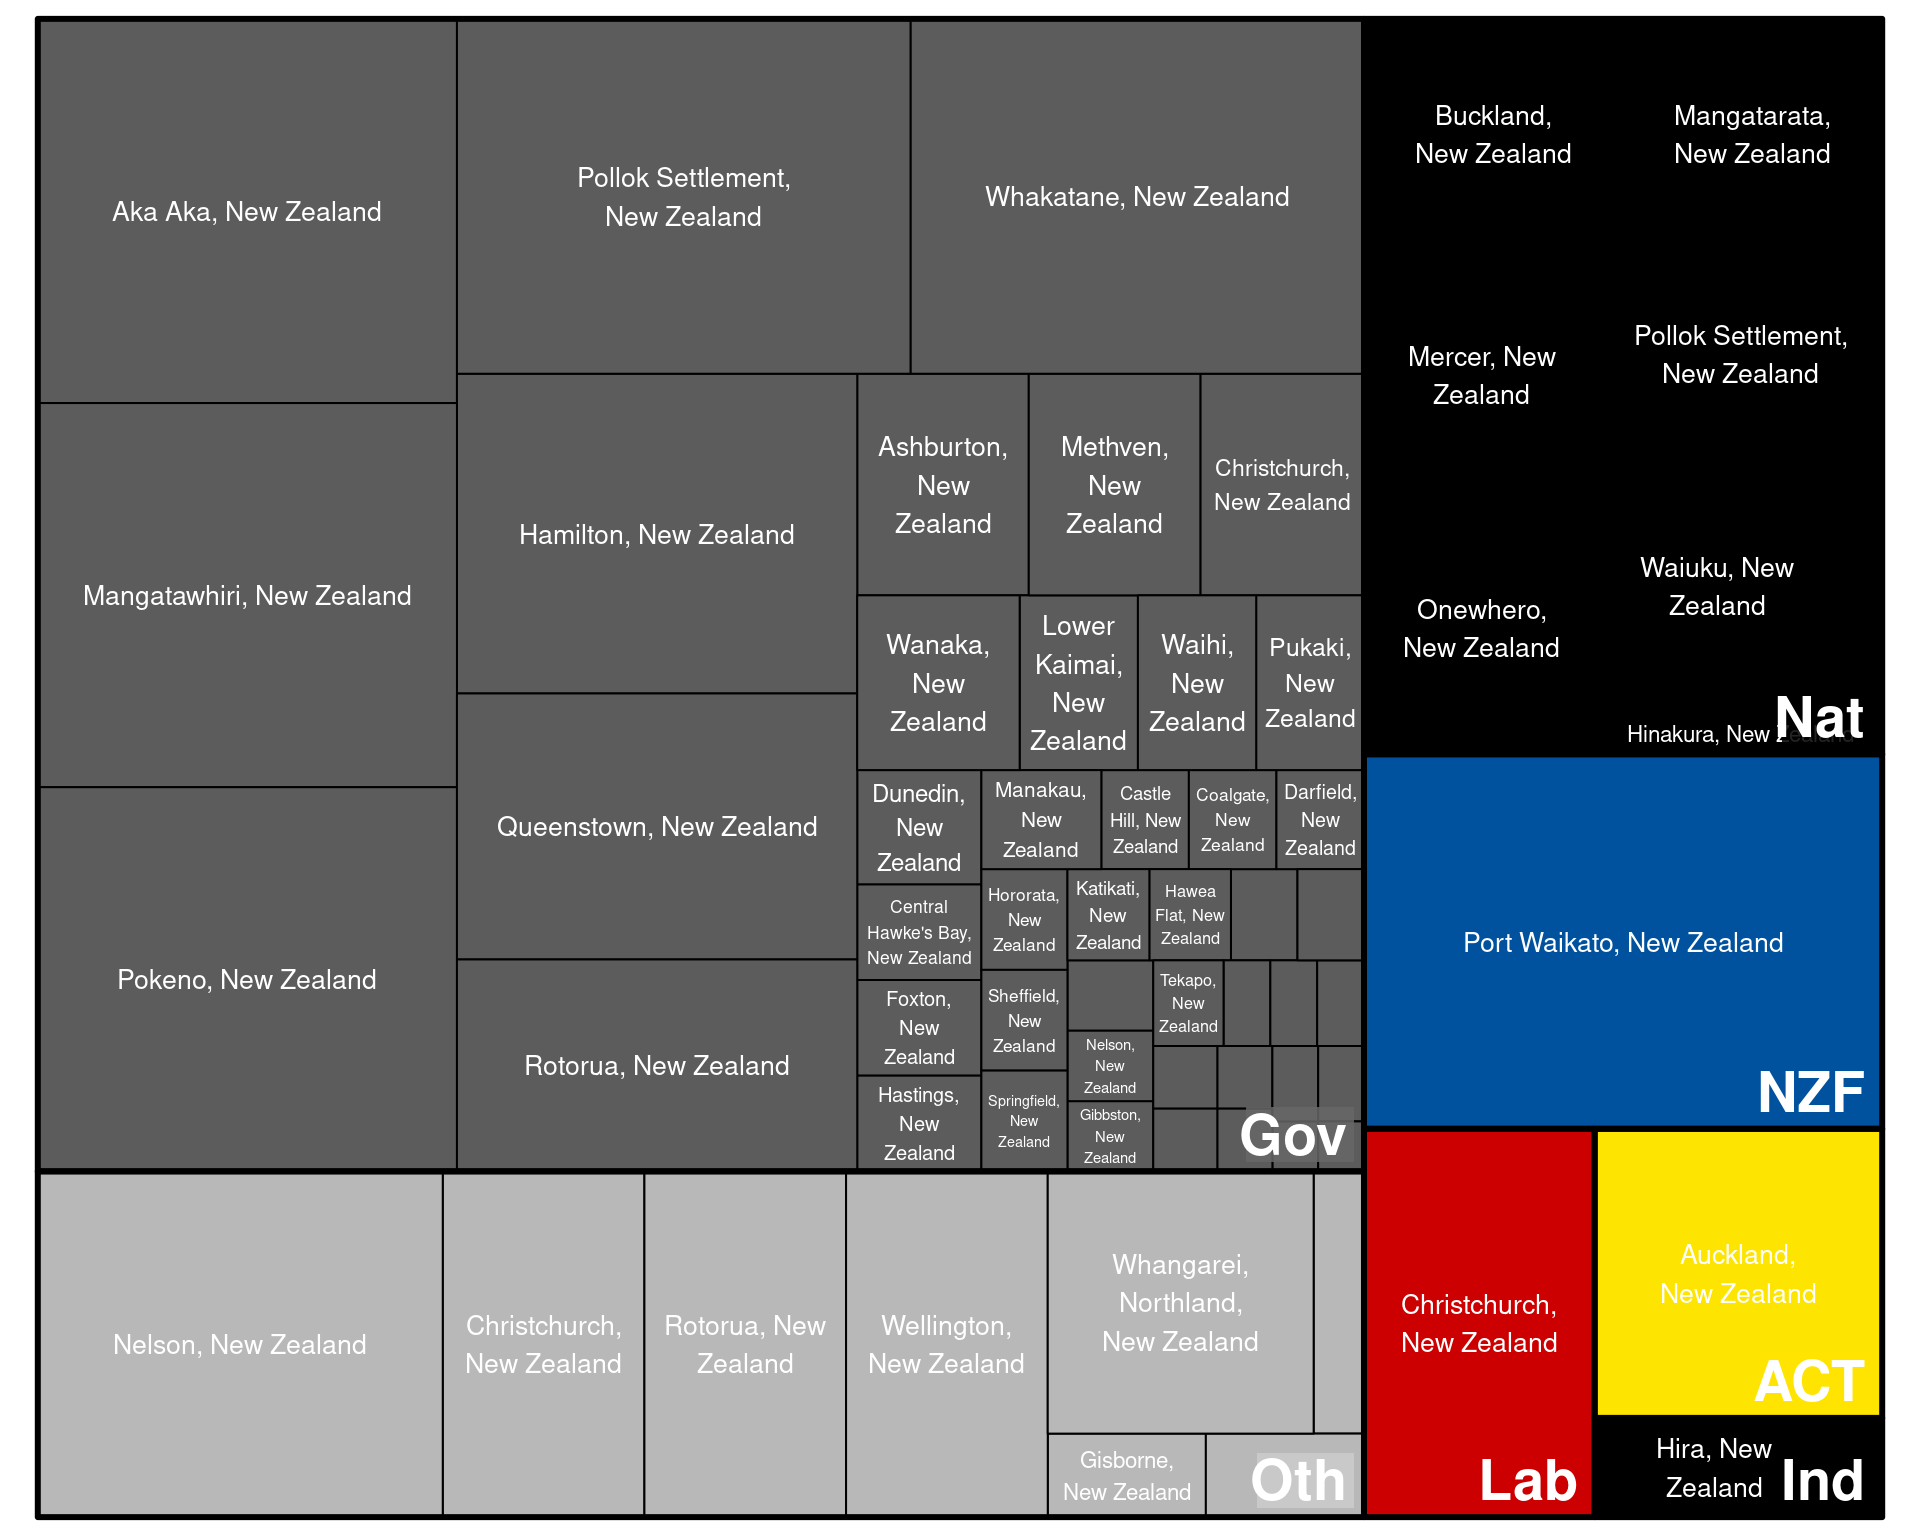 Aka Aka, New Zealand
Mangatawhiri, New Zealand
Pokeno, New Zealand
Pollok Settlement,
New Zealand
Whakatane, New Zealand
Hamilton, New Zealand
Queenstown, New Zealand
Rotorua, New Zealand
Ashburton,
New
Zealand
Methven,
New
Zealand
Christchurch,
New Zealand
Wanaka,
New
Zealand
Lower
Kaimai,
New
Zealand
Waihi,
New
Zealand
Pukaki,
New
Zealand
Dunedin,
New
Zealand
Central
Hawke's Bay,
New Zealand
Foxton,
New
Zealand
Hastings,
New
Zealand
Manakau,
New
Zealand
Castle
Hill, New
Zealand
Coalgate,
New
Zealand
Darfield,
New
Zealand
Hororata,
New
Zealand
Sheffield,
New
Zealand
Springfield,
New
Zealand
Katikati,
New
Zealand
Hawea
Flat, New
Zealand
Tekapo,
New
Zealand
Nelson,
New
Zealand
Gibbston,
New
Zealand
Gov
Nelson, New Zealand
Christchurch,
New Zealand
Rotorua, New
Zealand
Wellington,
New Zealand
Whangarei,
Northland,
New Zealand
Gisborne,
New Zealand
Oth
Buckland,
New Zealand
Mangatarata,
New Zealand
Mercer, New
Zealand
Pollok Settlement,
New Zealand
Onewhero,
New Zealand
Waiuku, New
Zealand
Hinakura, New Zealand
Nat
Port Waikato, New Zealand
NZF
Christchurch,
New Zealand
Lab
Auckland,
New Zealand
ACT
Hira, New
Zealand
Ind